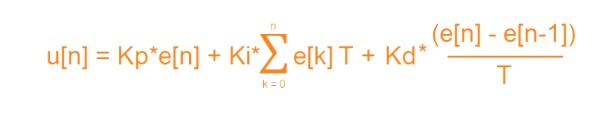 u[n] = Kp*e[n] + Ki* n ∑ k = 0 e[k] T + Kd* (e[n] - e[n-1]) / T